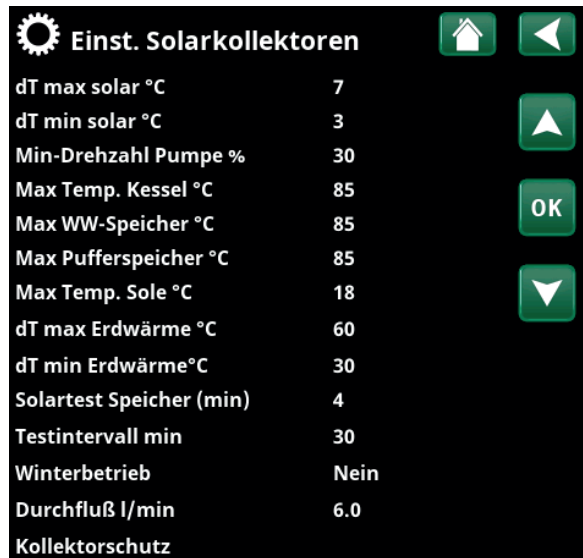 Einst. Solarkollektoren
dT max solar °C 7
dT min solar °C 3
Min-Drehzahl Pumpe % 30
Max Temp. Kessel °C 85
OK
Max WW-Speicher °C 85
Max Pufferspeicher °C 85
Max Temp. Sole °C 18
dT max Erdwärme °C 60
dT min Erdwärme°C 30
Solartest Speicher (min) 4
Testintervall min 30
Winterbetrieb Nein
Durchfluß l/min 6.0
Kollektorschutz